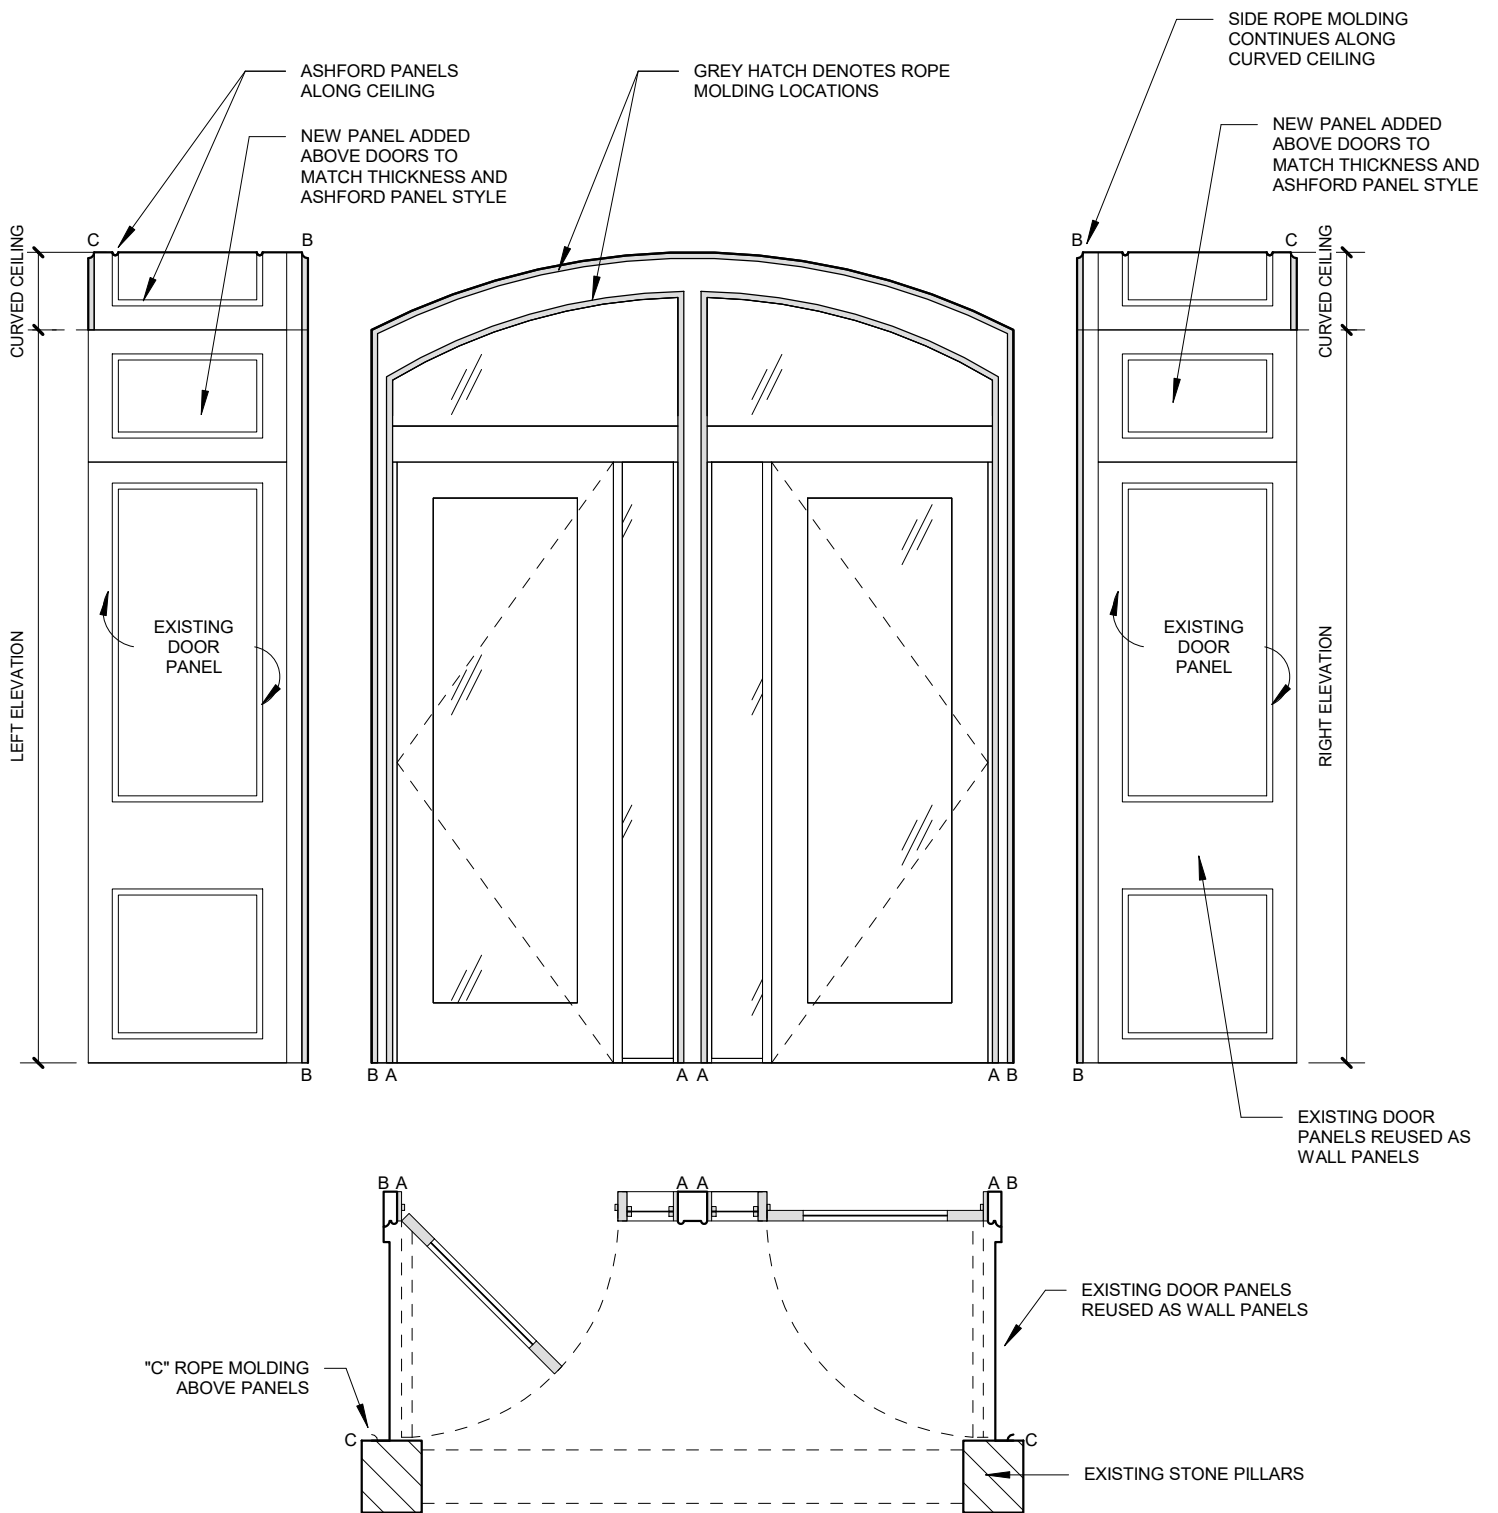 SIDE ROPE MOLDING
CONTINUES ALONG
CURVED CEILING
ASHFORD PANELS
ALONG CEILING
GREY HATCH DENOTES ROPE
MOLDING LOCATIONS
NEW PANEL ADDED
ABOVE DOORS TO
MATCH THICKNESS AND
ASHFORD PANEL STYLE
NEW PANEL ADDED
ABOVE DOORS TO
MATCH THICKNESS AND
ASHFORD PANEL STYLE
C
B
B
C
CURVED CEILING
CURVED CEILING
LEFT ELEVATION
EXISTING
DOOR
PANEL
EXISTING
DOOR
PANEL
RIGHT ELEVATION
B
B A
A A
A B
B
EXISTING DOOR
PANELS REUSED AS
WALL PANELS
B A
A A
A B
EXISTING DOOR PANELS
REUSED AS WALL PANELS
"C" ROPE MOLDING
ABOVE PANELS
C
C
EXISTING STONE PILLARS